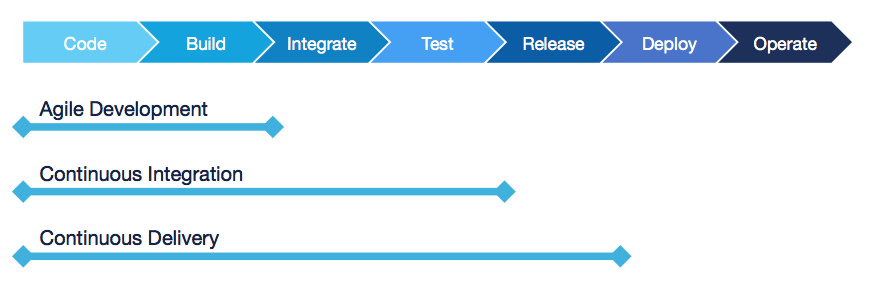 Code Build Integrate Test Release Deploy Operate
Agile Development
Continuous Integration
Continuous Delivery